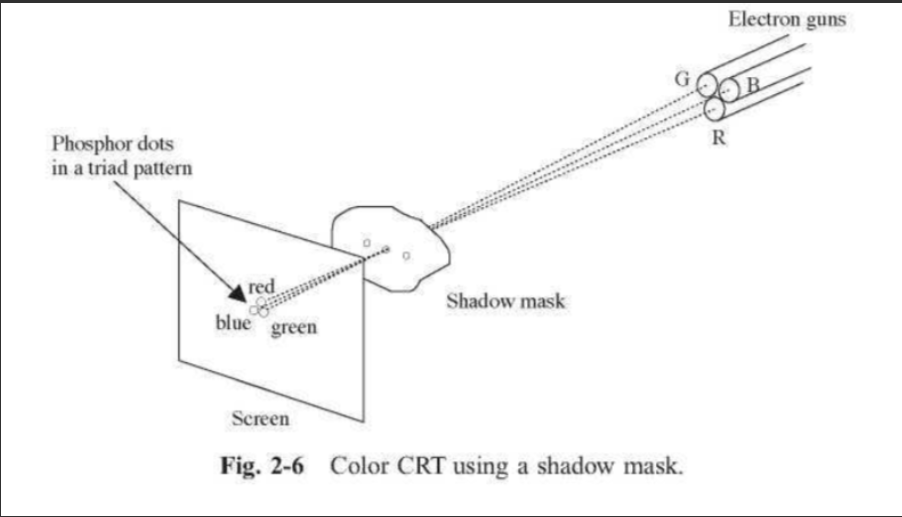 Electron guns
G
B
R
Phosphor dots
in a triad pattern
red
blue
green
Shadow mask
Screen
Fig. 2-6 Color CRT using a shadow mask.